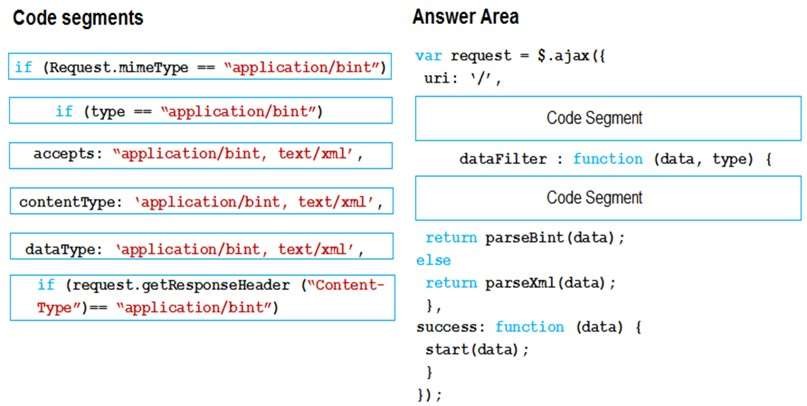 Code segments
if (Request.mimeType == “application/bint”)
if (type == “application/bint”)
accepts: “application/bint, text/xml’,
contentType: ‘application/bint, text/xml’,
dataType: ‘application/bint, text/xml’,
if (request.getResponseHeader (“Content-
Type”)== “application/bint”)
Answer Area
var request = $.ajax({
uri: ‘/’,
Code Segment
dataFilter : function (data, type) {
Code Segment
return parseBint(data);
else
return parseXml(data);
},
success: function (data) {
start(data);
}
});